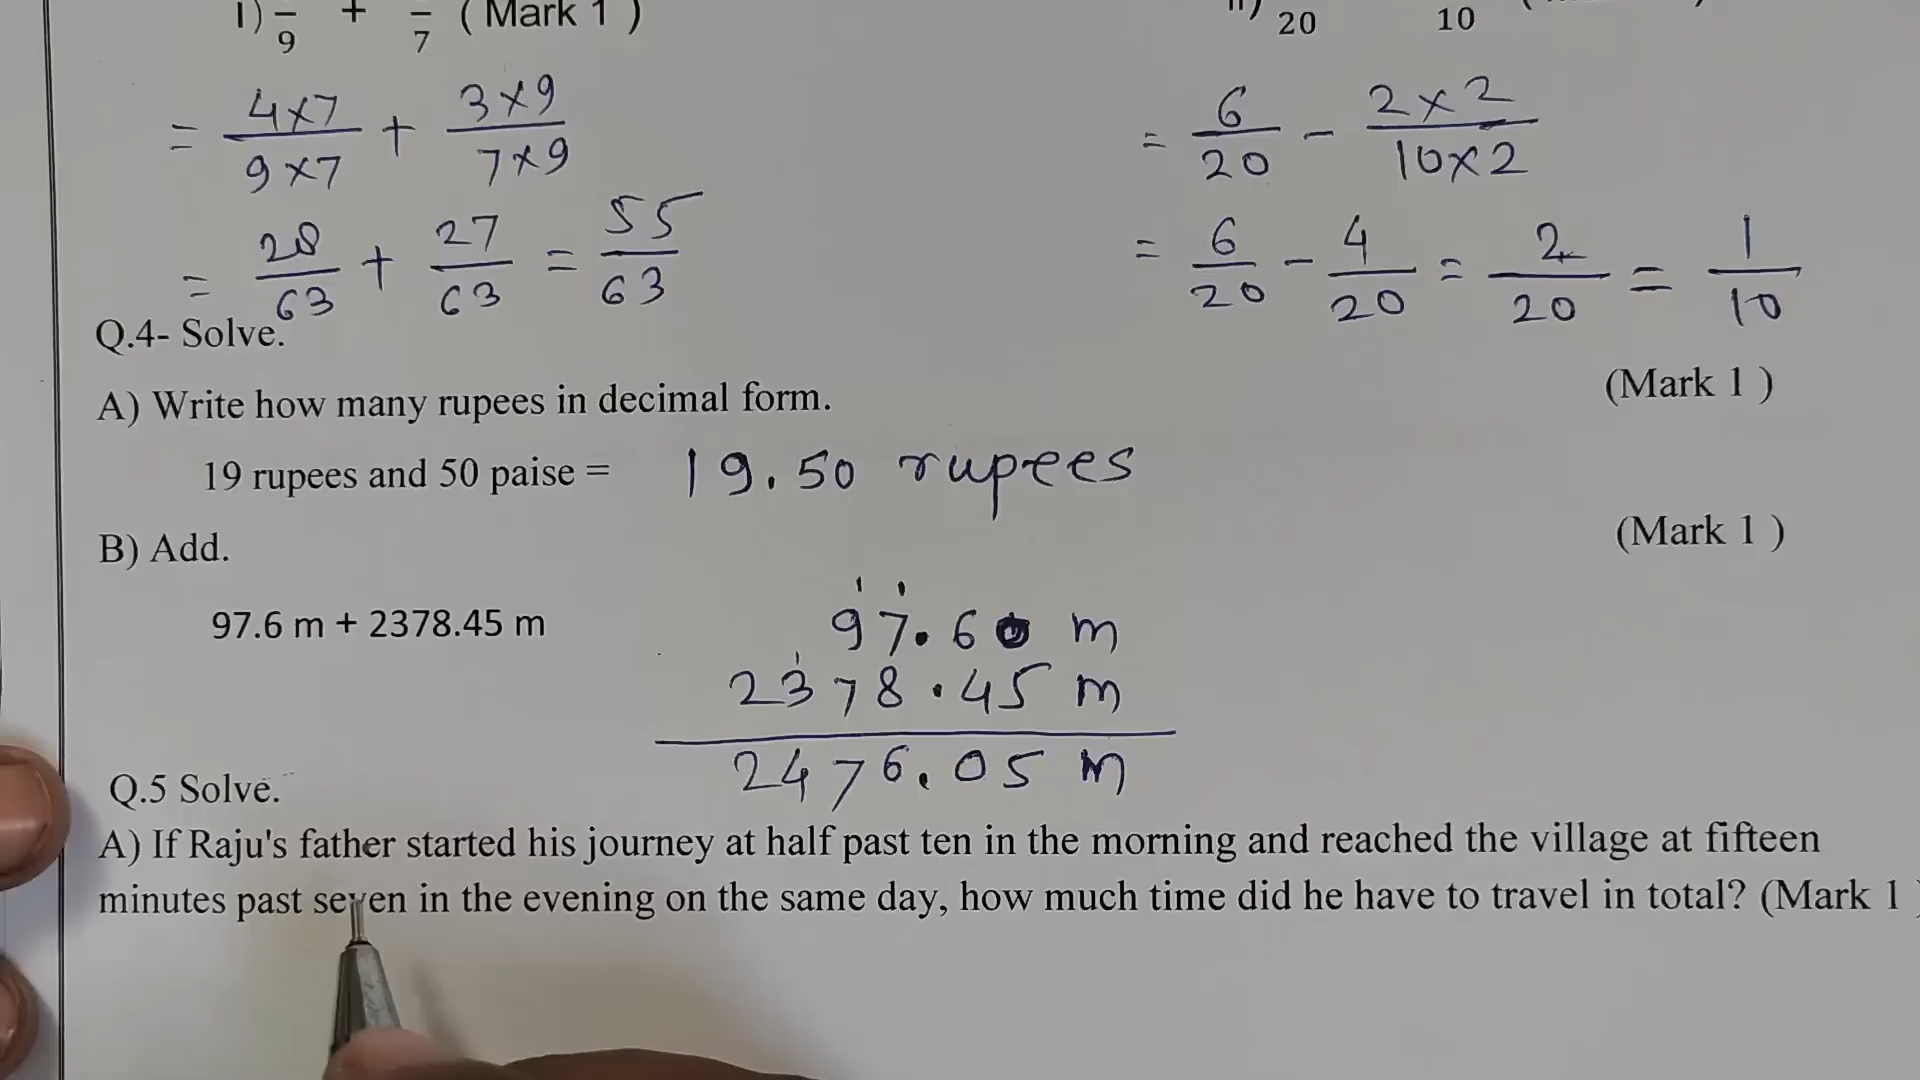 i) — + — ( Mark 1 )
9 7
ii) 20 10
= 4×7/9×7 + 3×9/7×9
= 6/20 - 2×2/10×2
= 28/63 + 27/63 = 55/63
= 6/20 - 4/20 = 2/20 = 1/10
Q.4- Solve.
A) Write how many rupees in decimal form. (Mark 1 )
19 rupees and 50 paise = 19.50 rupees
B) Add. (Mark 1 )
1 1
97.6 m + 2378.45 m 97.60 m
1
2378.45 m
2476.05 m
Q.5 Solve.
A) If Raju's father started his journey at half past ten in the morning and reached the village at fifteen
minutes past seven in the evening on the same day, how much time did he have to travel in total? (Mark 1 )